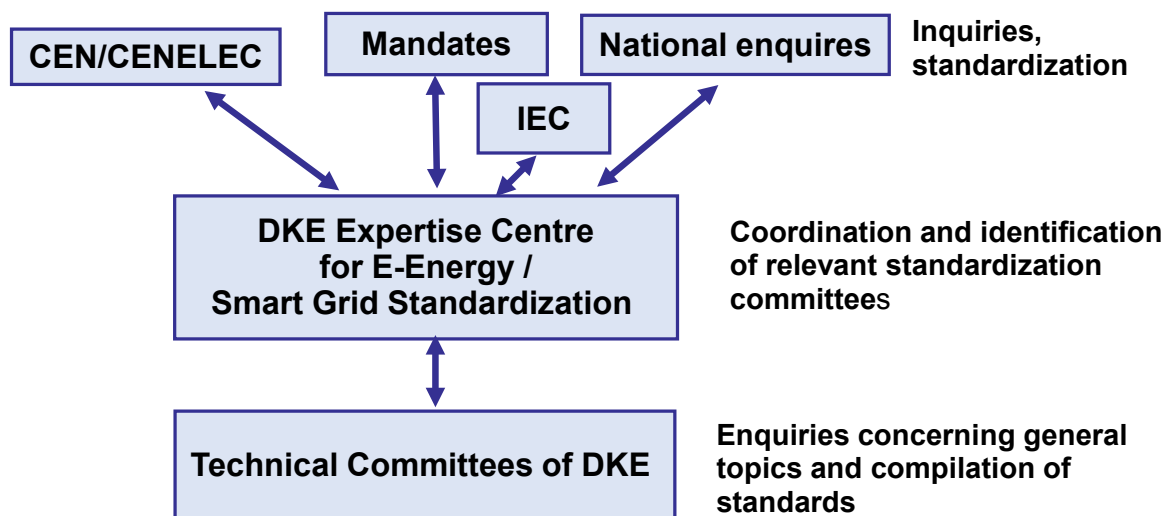 CEN/CENELEC
Mandates
National enquires
Inquiries,
standardization
IEC
DKE Expertise Centre
for E-Energy /
Smart Grid Standardization
Coordination and identification
of relevant standardization
committees
Technical Committees of DKE
Enquiries concerning general
topics and compilation of
standards